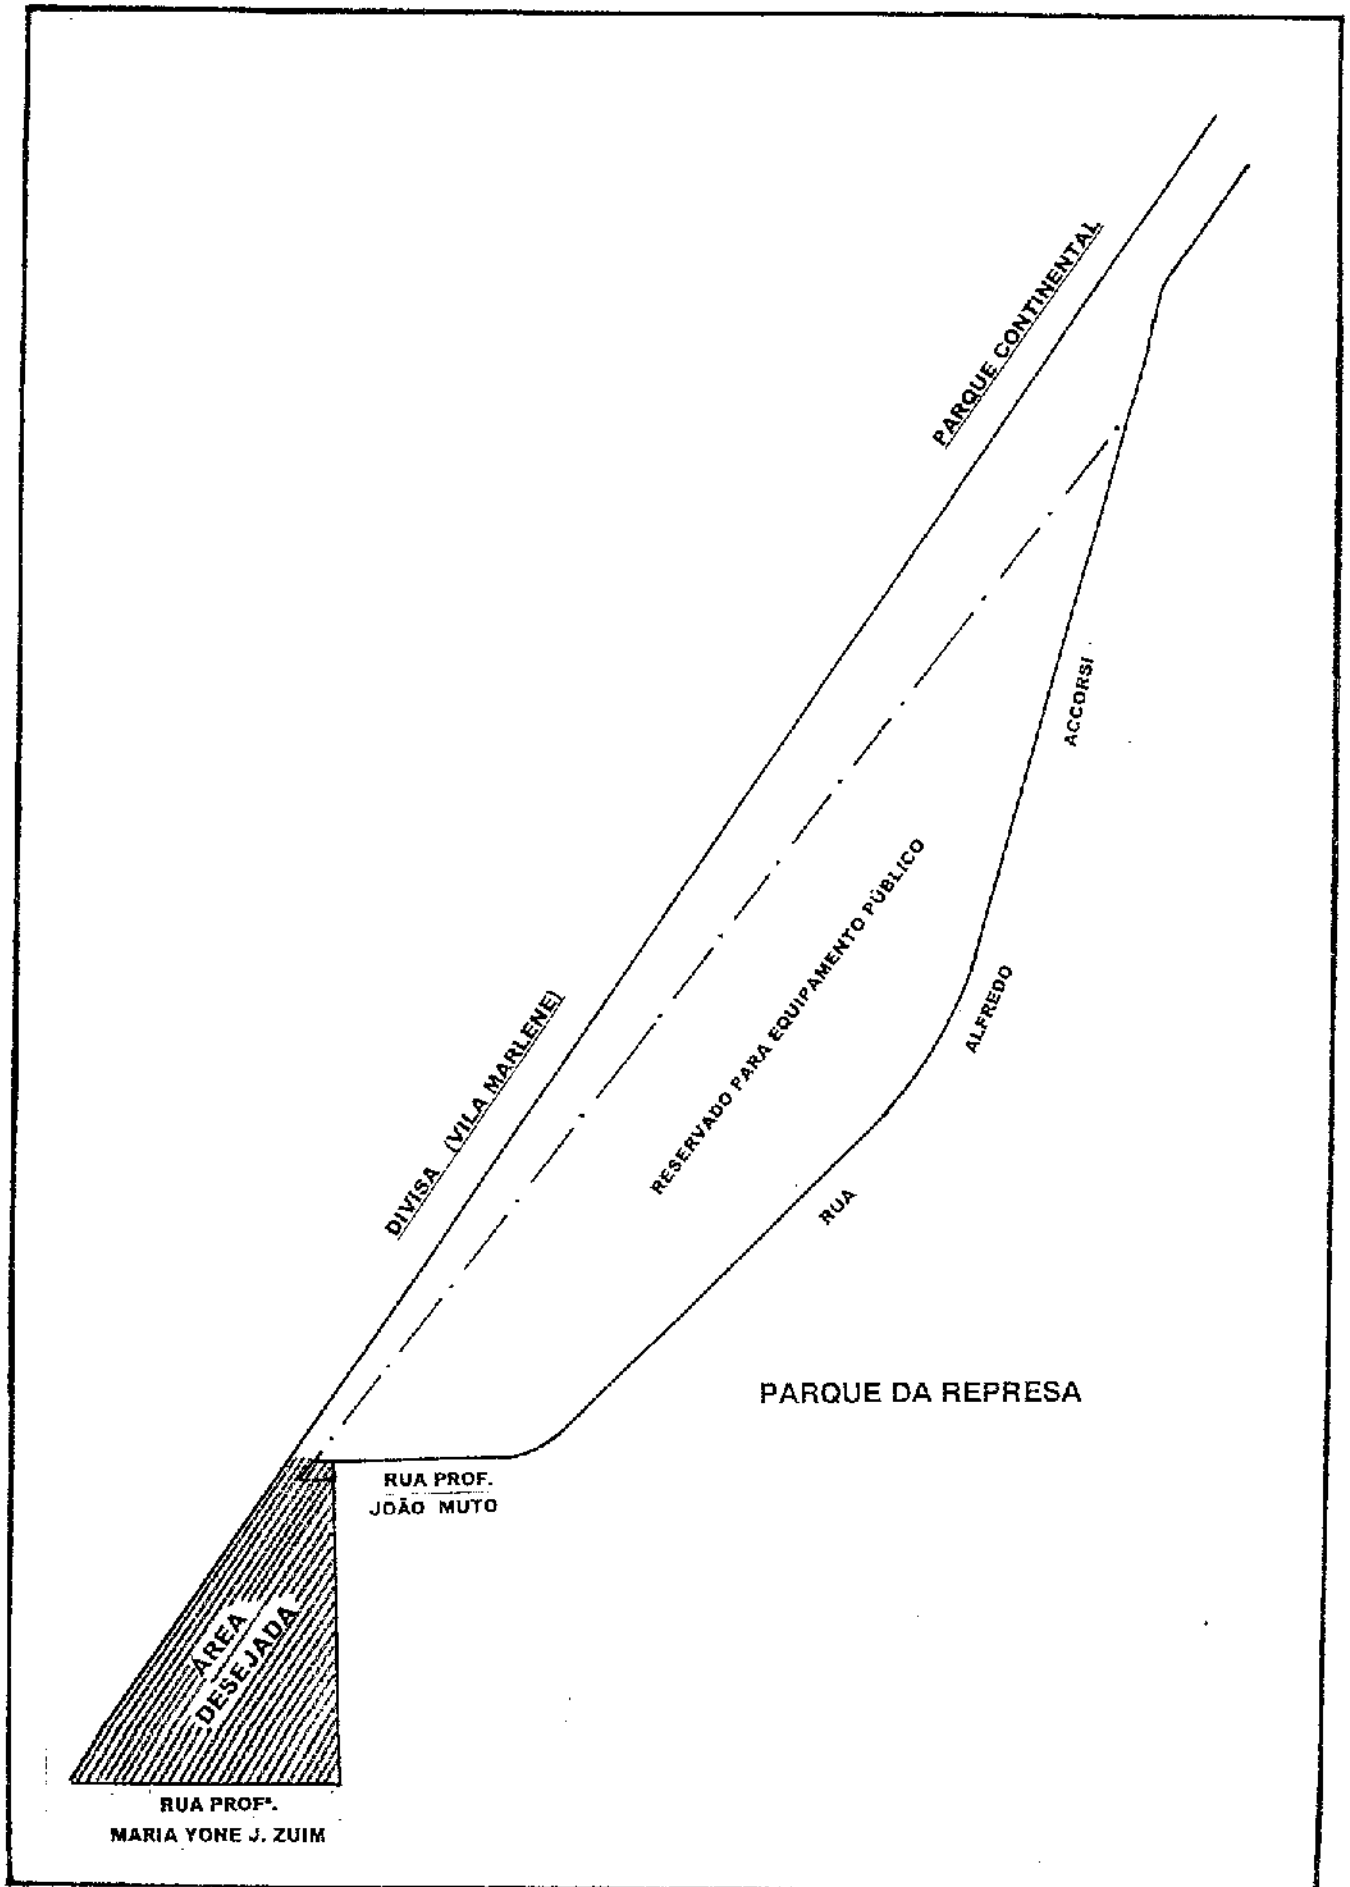 PARQUE CONTINENTAL
ACCORSI
RESERVADO PARA EQUIPAMENTO PÚBLICO
ALFREDO
DIVISA (VILA MARLENE)
RUA
PARQUE DA REPRESA
RUA PROF.
JOÃO MUTO
ÁREA
DESEJADA
RUA PROFª.
MARIA YONE J. ZUIM